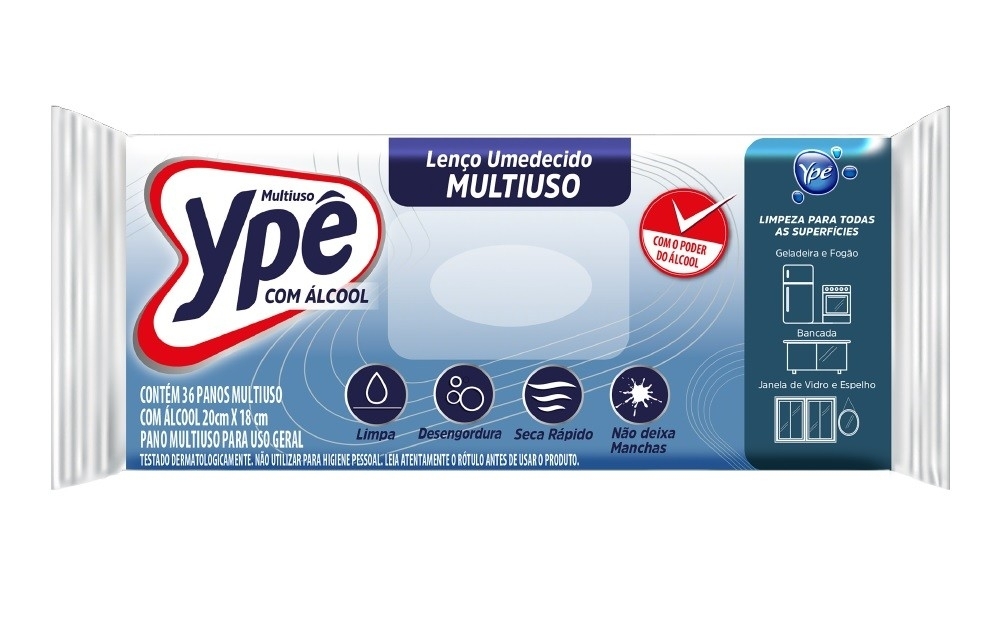 Lenço Umedecido
MULTIUSO
Multiuso
Ypê
COM ÁLCOOL
COM O PODER
DO ÁLCOOL
CONTÉM 36 PANOS MULTIUSO
COM ÁLCOOL 20cm X 18 cm
PANO MULTIUSO PARA USO GERAL
TESTADO DERMATOLOGICAMENTE. NÃO UTILIZAR PARA HIGIENE PESSOAL. LEIA ATENTAMENTE O RÓTULO ANTES DE USAR O PRODUTO.
Limpa
Desengordura
Seca Rápido
Não deixa
Manchas
Ypê
LIMPEZA PARA TODAS
AS SUPERFÍCIES
Geladeira e Fogão
Bancada
Janela de Vidro e Espelho